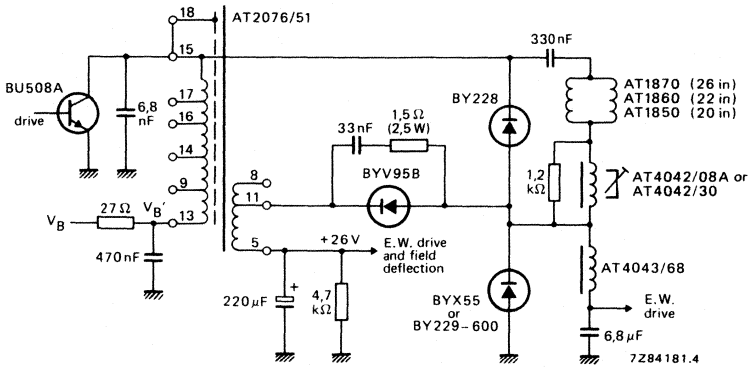 18
AT2076/51
15
330nF
BU508A
drive
6,8
nF
17
16
14
9
13
VB
27Ω
VB'
470nF
8
11
5
33nF
1,5Ω
(2,5W)
BYV95B
BY228
AT1870 (26 in)
AT1860 (22 in)
AT1850 (20 in)
1,2
kΩ
AT4042/08A or
AT4042/30
+26V
E.W. drive
and field
deflection
220µF
+
4,7
kΩ
BYX55
or
BY229-600
AT4043/68
E.W.
drive
6,8µF
7Z84181.4